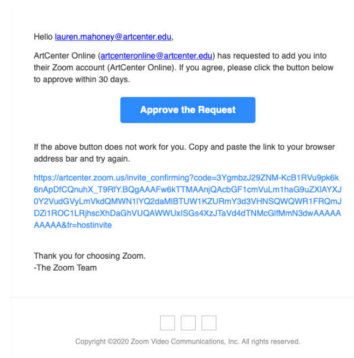 Hello lauren.mahoney@artcenter.edu,
ArtCenter Online (artcenteronline@artcenter.edu) has requested to add you into
their Zoom account (ArtCenter Online). If you agree, please click the button below
to approve within 30 days.
Approve the Request
If the above button does not work for you. Copy and paste the link to your browser
address bar and try again.
https://artcenter.zoom.us/invite_confirming?code=3YgmbzJ29ZNM-KcB1RVu9pk6k
Thank you for choosing Zoom.
-The Zoom Team
Copyright ©2020 Zoom Video Communications, Inc. All rights reserved.